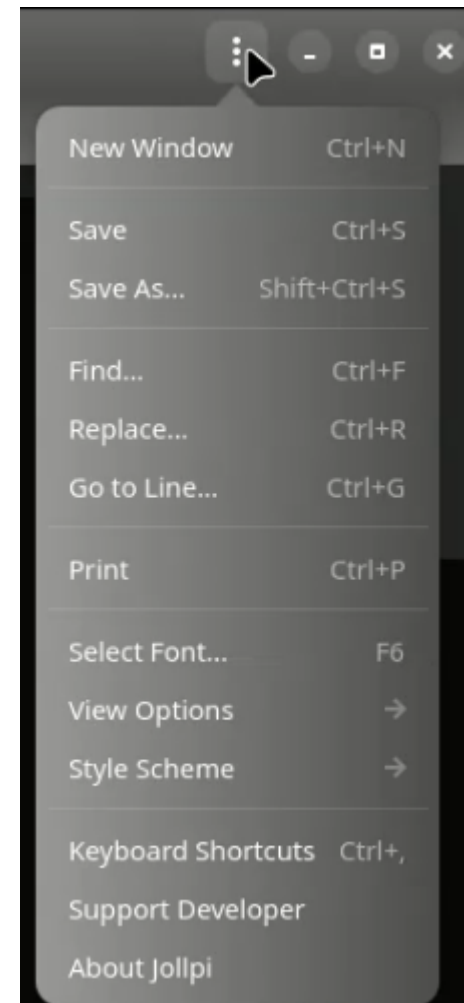 New Window Ctrl+N
Save Ctrl+S
Save As... Shift+Ctrl+S
Find... Ctrl+F
Replace... Ctrl+R
Go to Line... Ctrl+G
Print Ctrl+P
Select Font... F6
View Options →
Style Scheme →
Keyboard Shortcuts Ctrl+,
Support Developer
About Jollpi